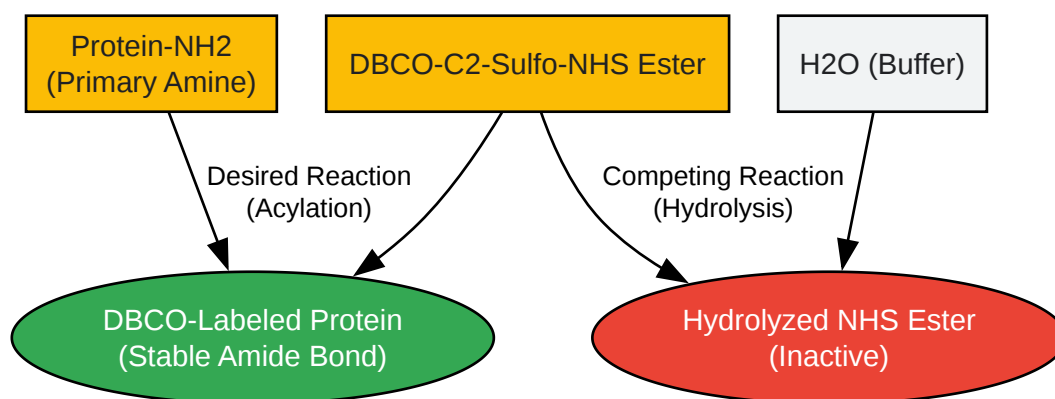 Protein-NH2
(Primary Amine)
DBCO-C2-Sulfo-NHS Ester
H2O (Buffer)
Desired Reaction
(Acylation)
Competing Reaction
(Hydrolysis)
DBCO-Labeled Protein
(Stable Amide Bond)
Hydrolyzed NHS Ester
(Inactive)